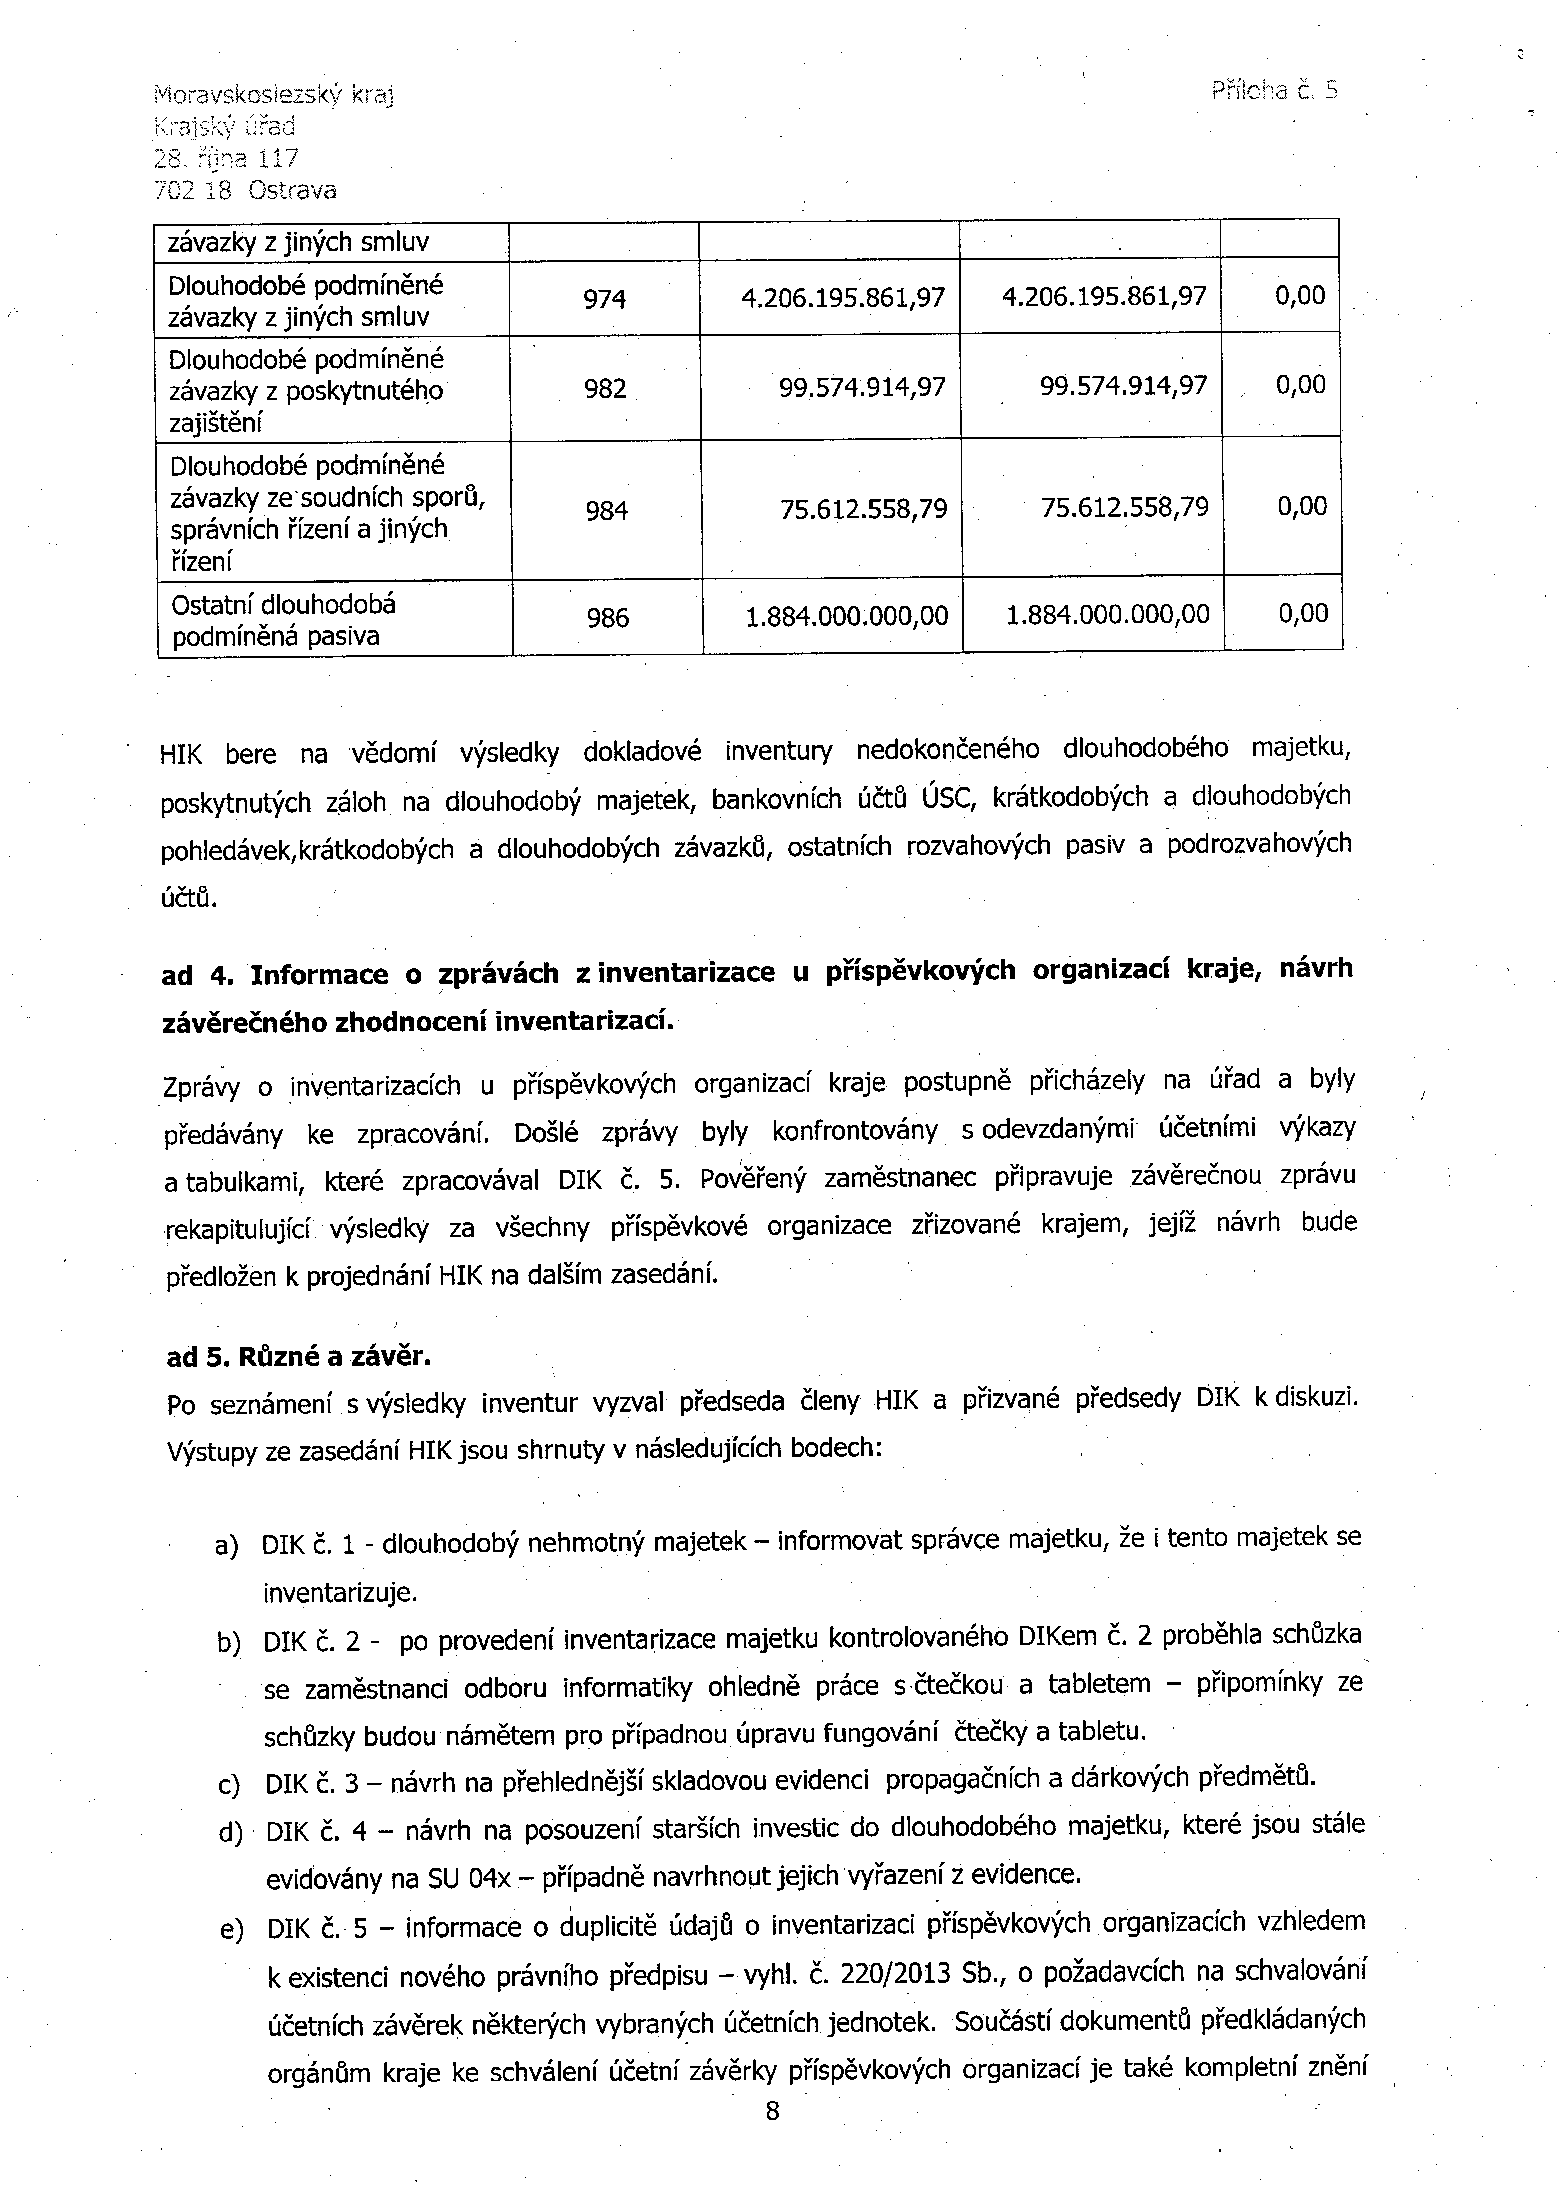 Moravskoslezský kraj
Příloha č. 5
Krajský úřad
28. října 117
702 18 Ostrava
závazky z jiných smluv
Dlouhodobé podmíněné
závazky z jiných smluv
974 4.206.195.861,97 4.206.195.861,97 0,00
Dlouhodobé podmíněné
závazky z poskytnutého
zajištění
982 99.574.914,97 99.574.914,97 0,00
Dlouhodobé podmíněné
závazky ze soudních sporů,
správních řízení a jiných
řízení
984 75.612.558,79 75.612.558,79 0,00
Ostatní dlouhodobá
podmíněná pasiva
986 1.884.000.000,00 1.884.000.000,00 0,00
HIK bere na vědomí výsledky dokladové inventury nedokončeného dlouhodobého majetku,
poskytnutých záloh na dlouhodobý majetek, bankovních účtů ÚSC, krátkodobých a dlouhodobých
pohledávek,krátkodobých a dlouhodobých závazků, ostatních rozvahových pasiv a podrozvahových
účtů.
ad 4. Informace o zprávách z inventarizace u příspěvkových organizací kraje, návrh
závěrečného zhodnocení inventarizací.
Zprávy o inventarizacích u příspěvkových organizací kraje postupně přicházely na úřad a byly
předávány ke zpracování. Došlé zprávy byly konfrontovány s odevzdanými účetními výkazy
a tabulkami, které zpracovával DIK č. 5. Pověřený zaměstnanec připravuje závěrečnou zprávu
rekapitulující výsledky za všechny příspěvkové organizace zřizované krajem, jejíž návrh bude
předložen k projednání HIK na dalším zasedání.
ad 5. Různé a závěr.
Po seznámení s výsledky inventur vyzval předseda členy HIK a přizvané předsedy DIK k diskuzi.
Výstupy ze zasedání HIK jsou shrnuty v následujících bodech:
a) DIK č. 1 - dlouhodobý nehmotný majetek – informovat správce majetku, že i tento majetek se
inventarizuje.
b) DIK č. 2 - po provedení inventarizace majetku kontrolovaného DIKem č. 2 proběhla schůzka
se zaměstnanci odboru informatiky ohledně práce s čtečkou a tabletem – připomínky ze
schůzky budou námětem pro případnou úpravu fungování čtečky a tabletu.
c) DIK č. 3 – návrh na přehlednější skladovou evidenci propagačních a dárkových předmětů.
d) DIK č. 4 – návrh na posouzení starších investic do dlouhodobého majetku, které jsou stále
evidovány na SU 04x – případně navrhnout jejich vyřazení z evidence.
e) DIK č. 5 – informace o duplicitě údajů o inventarizaci příspěvkových organizacích vzhledem
k existenci nového právního předpisu – vyhl. č. 220/2013 Sb., o požadavcích na schvalování
účetních závěrek některých vybraných účetních jednotek. Součástí dokumentů předkládaných
orgánům kraje ke schválení účetní závěrky příspěvkových organizací je také kompletní znění
8